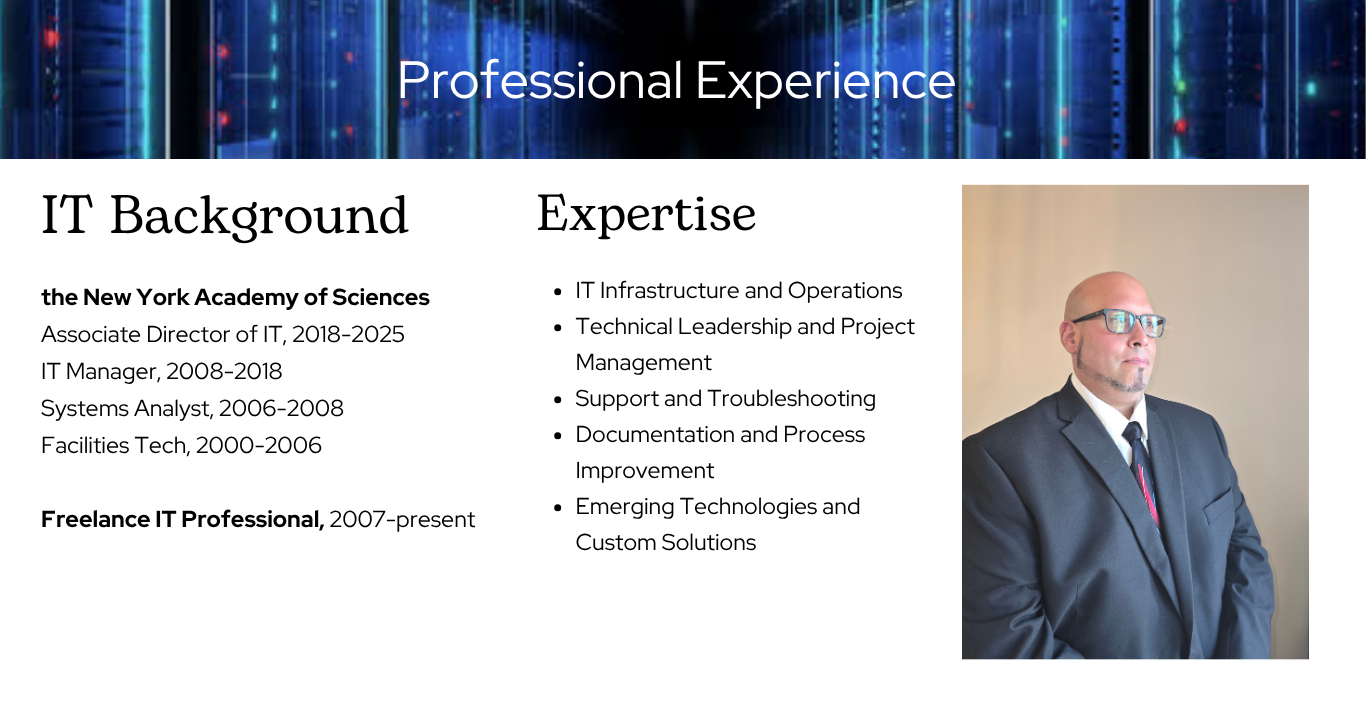 Professional Experience
IT Background
the New York Academy of Sciences
Associate Director of IT, 2018-2025
IT Manager, 2008-2018
Systems Analyst, 2006-2008
Facilities Tech, 2000-2006
Freelance IT Professional, 2007-present
Expertise
• IT Infrastructure and Operations
• Technical Leadership and Project
Management
• Support and Troubleshooting
• Documentation and Process
Improvement
• Emerging Technologies and
Custom Solutions